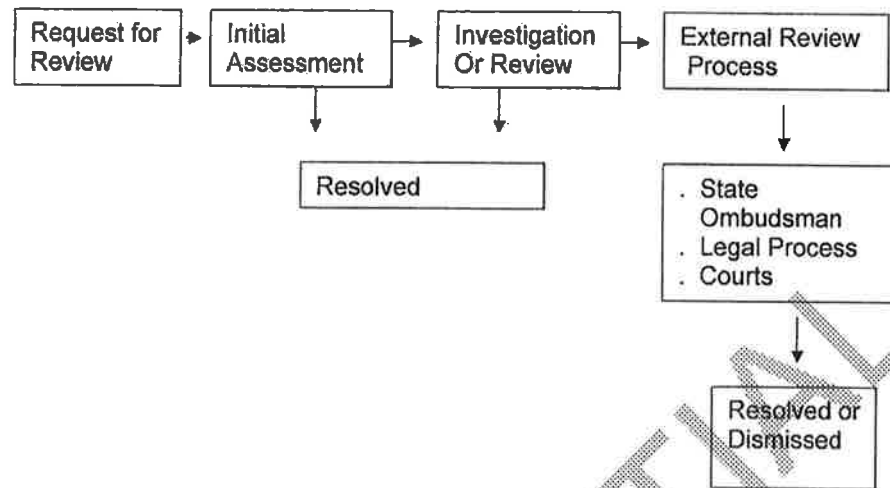 Request for
Review
Initial
Assessment
Investigation
Or Review
External Review
Process
Resolved
. State
Ombudsman
. Legal Process
. Courts
Resolved or
Dismissed
TIAL